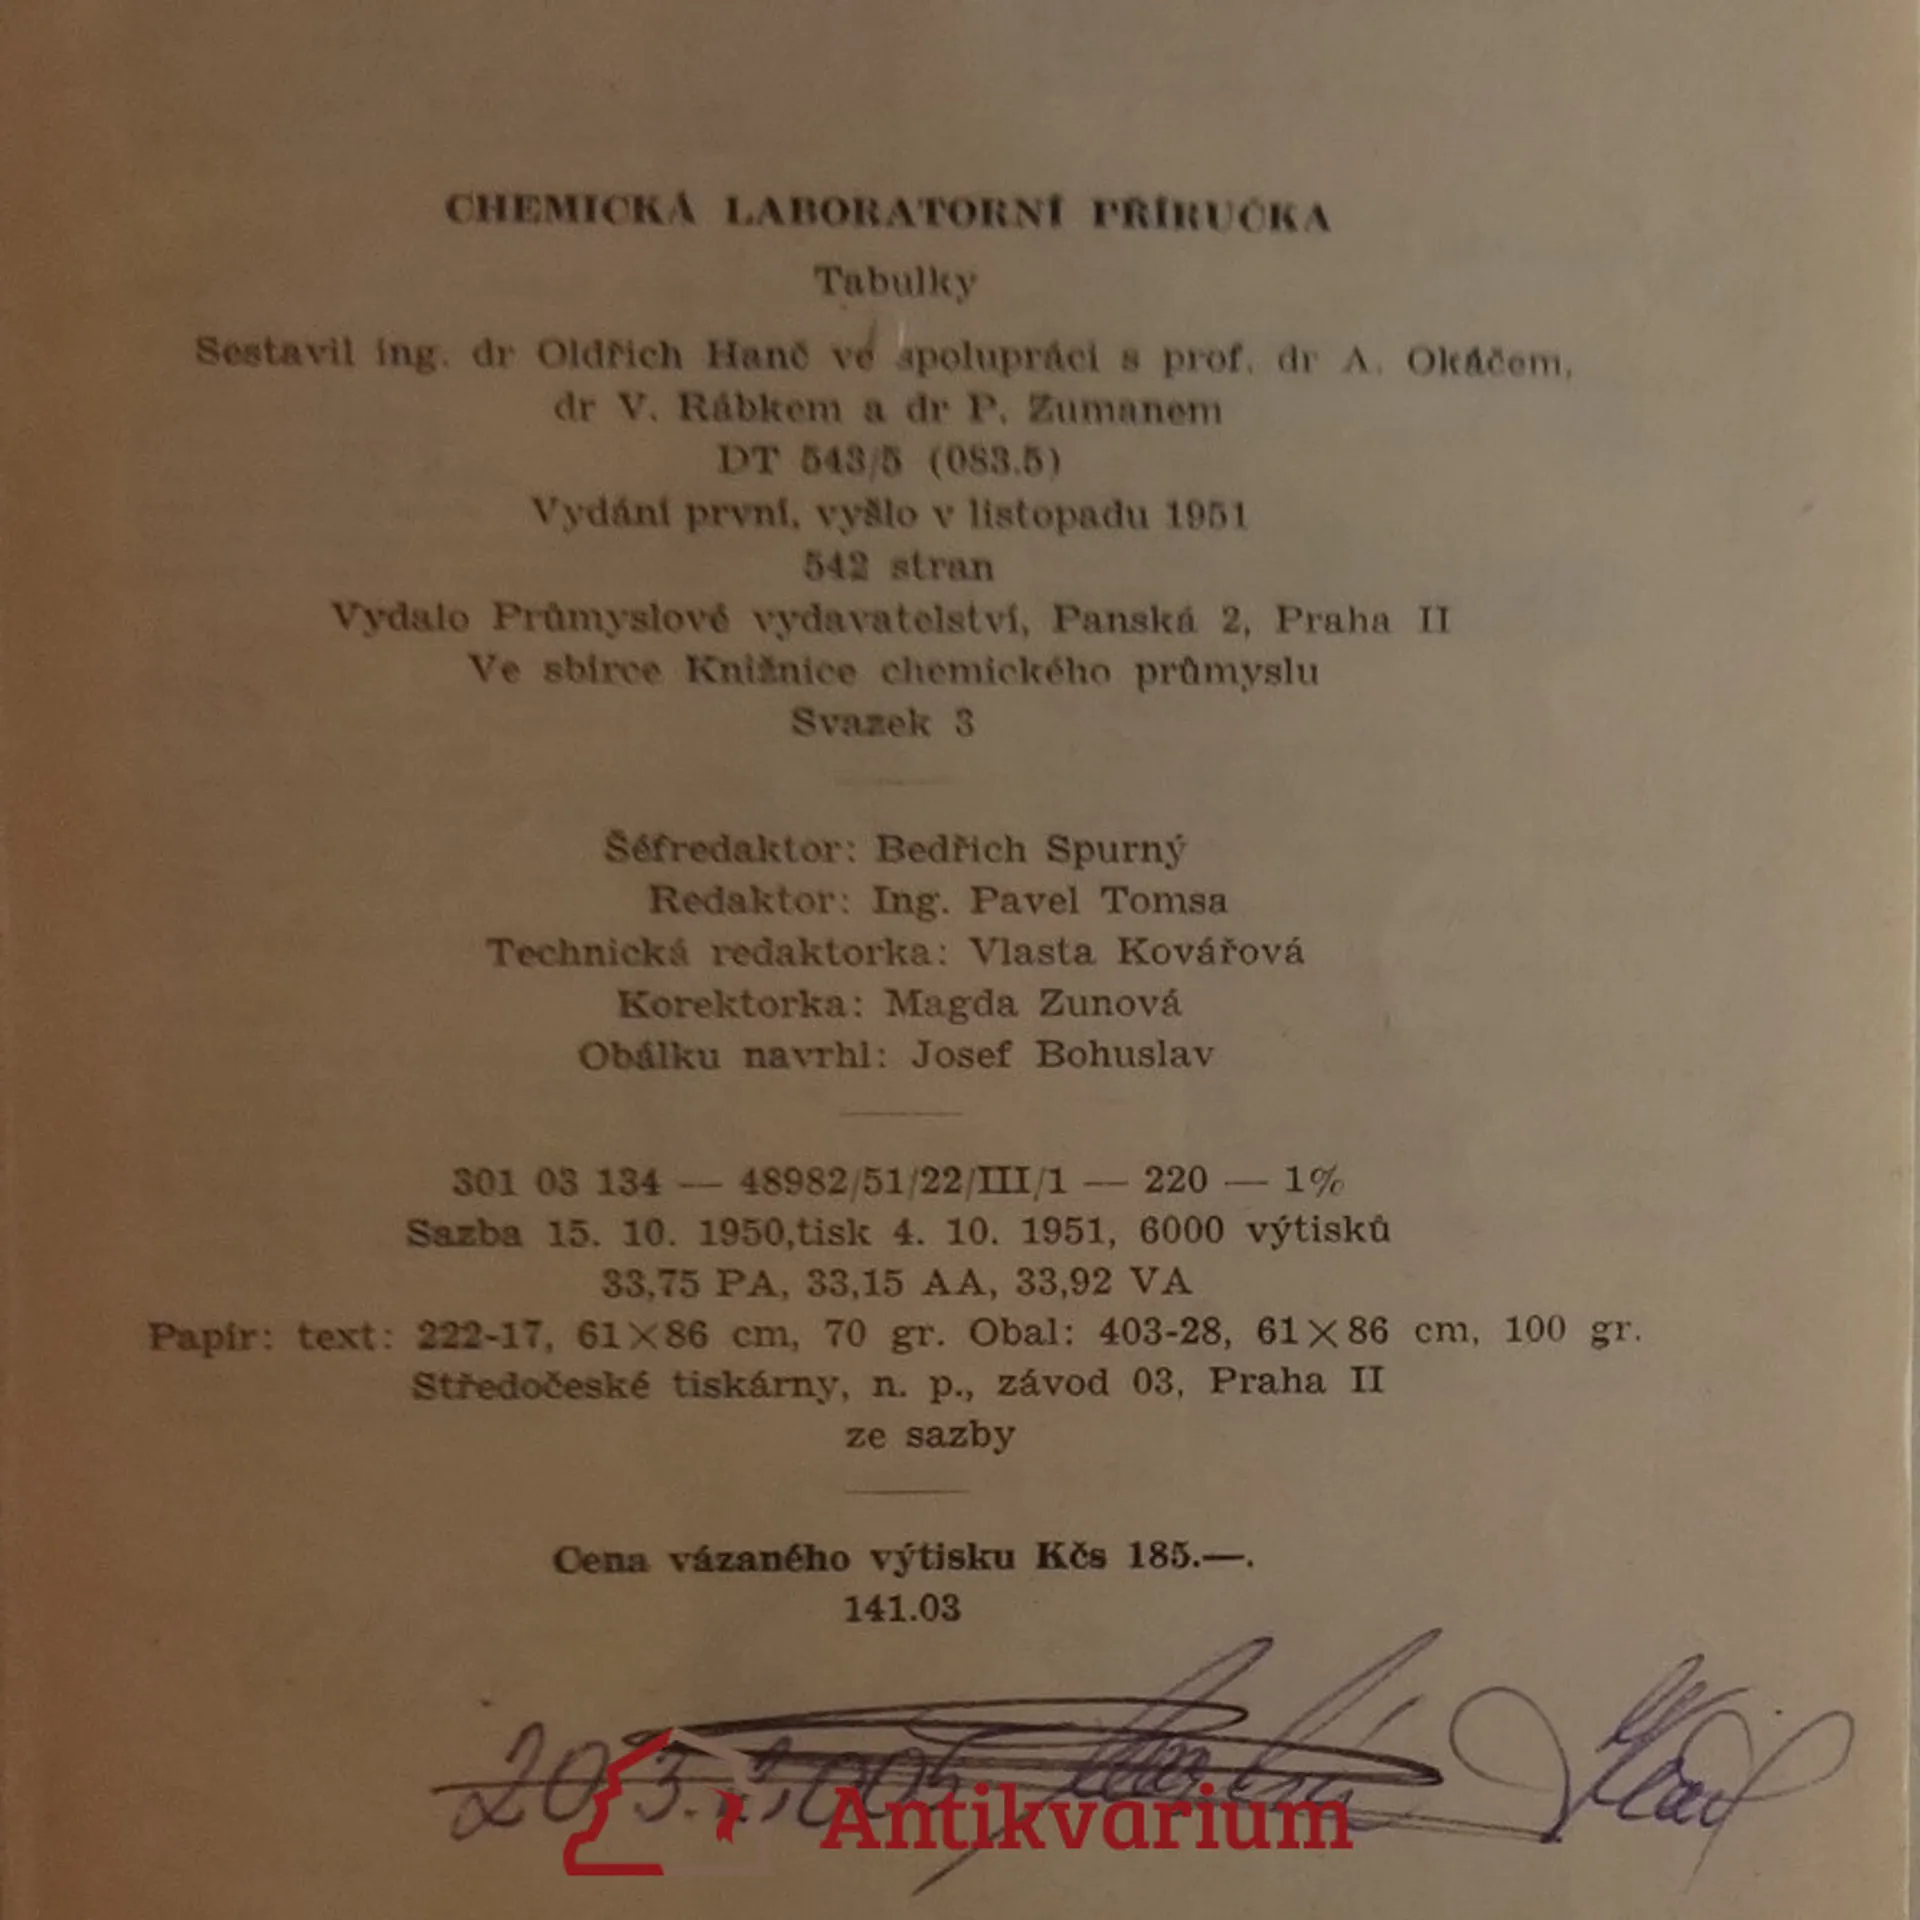 CHEMICKÁ LABORATORNÍ PŘÍRUČKA
Tabulky
Sestavil ing. dr Oldřich Hanč ve spolupráci s prof. dr A. Okáčem,
dr V. Rábkem a dr P. Zumanem
DT 543/5 (083.5)
Vydání první, vyšlo v listopadu 1951
542 stran
Vydalo Průmyslové vydavatelství, Panská 2, Praha II
Ve sbírce Knižnice chemického průmyslu
Svazek 3
Šéfredaktor: Bedřich Spurný
Redaktor: Ing. Pavel Tomsa
Technická redaktorka: Vlasta Kovářová
Korektorka: Magda Zunová
Obálku navrhl: Josef Bohuslav
301 03 134 — 48982/51/22/III/1 — 220 — 1%
Sazba 15. 10. 1950,tisk 4. 10. 1951, 6000 výtisků
33,75 PA, 33,15 AA, 33,92 VA
Papír: text: 222-17, 61×86 cm, 70 gr. Obal: 403-28, 61×86 cm, 100 gr.
Středočeské tiskárny, n. p., závod 03, Praha II
ze sazby
Cena vázaného výtisku Kčs 185.—.
141.03
Antikvarium